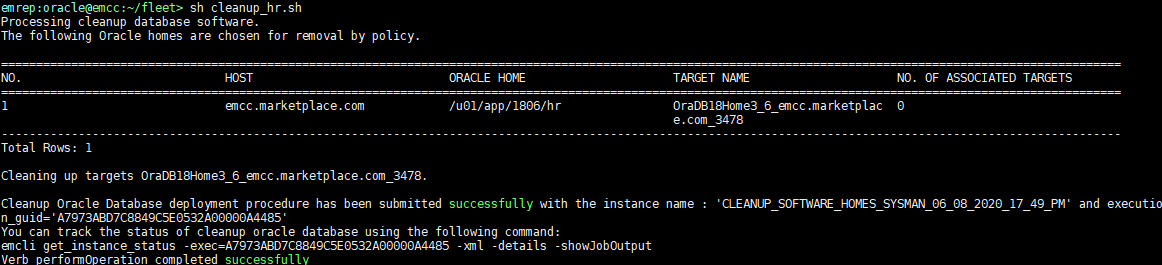 emrep:oracle@emcc:~/fleet> sh cleanup_hr.sh
Processing cleanup database software.
The following Oracle homes are chosen for removal by policy.
================================================================================================================================================================
NO. HOST ORACLE HOME TARGET NAME NO. OF ASSOCIATED TARGETS
================================================================================================================================================================
1 emcc.marketplace.com /u01/app/1806/hr OraDB18Home3_6_emcc.marketplac 0
e.com_3478
----------------------------------------------------------------------------------------------------------------------------------------------------------------
Total Rows: 1
Cleaning up targets OraDB18Home3_6_emcc.marketplace.com_3478.
Cleanup Oracle Database deployment procedure has been submitted successfully with the instance name : 'CLEANUP_SOFTWARE_HOMES_SYSMAN_06_08_2020_17_49_PM' and executio
n_guid='A7973ABD7C8849C5E0532A00000A4485'
You can track the status of cleanup oracle database using the following command:
emcli get_instance_status -exec=A7973ABD7C8849C5E0532A00000A4485 -xml -details -showJobOutput
Verb performOperation completed successfully